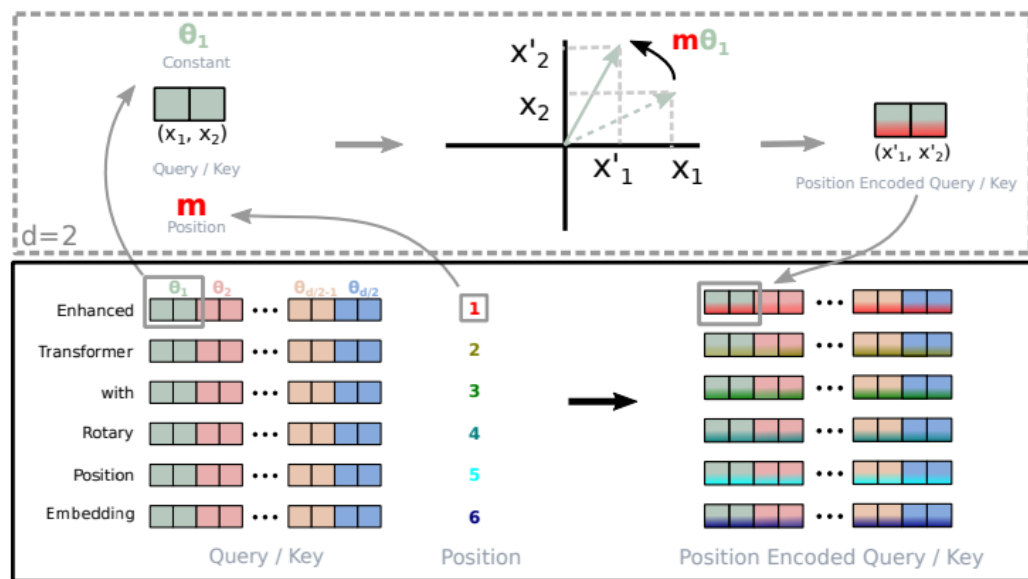 θ₁
Constant
(x₁, x₂)
Query / Key
m
Position
d=2
x'₂
x₂
x'₁
x₁
mθ₁
(x'₁, x'₂)
Position Encoded Query / Key
θ₁ θ₂ θd/2-1 θd/2
Enhanced ••• 1 •••
Transformer ••• 2 •••
with ••• 3 •••
Rotary ••• 4 •••
Position ••• 5 •••
Embedding ••• 6 •••
Query / Key Position Position Encoded Query / Key